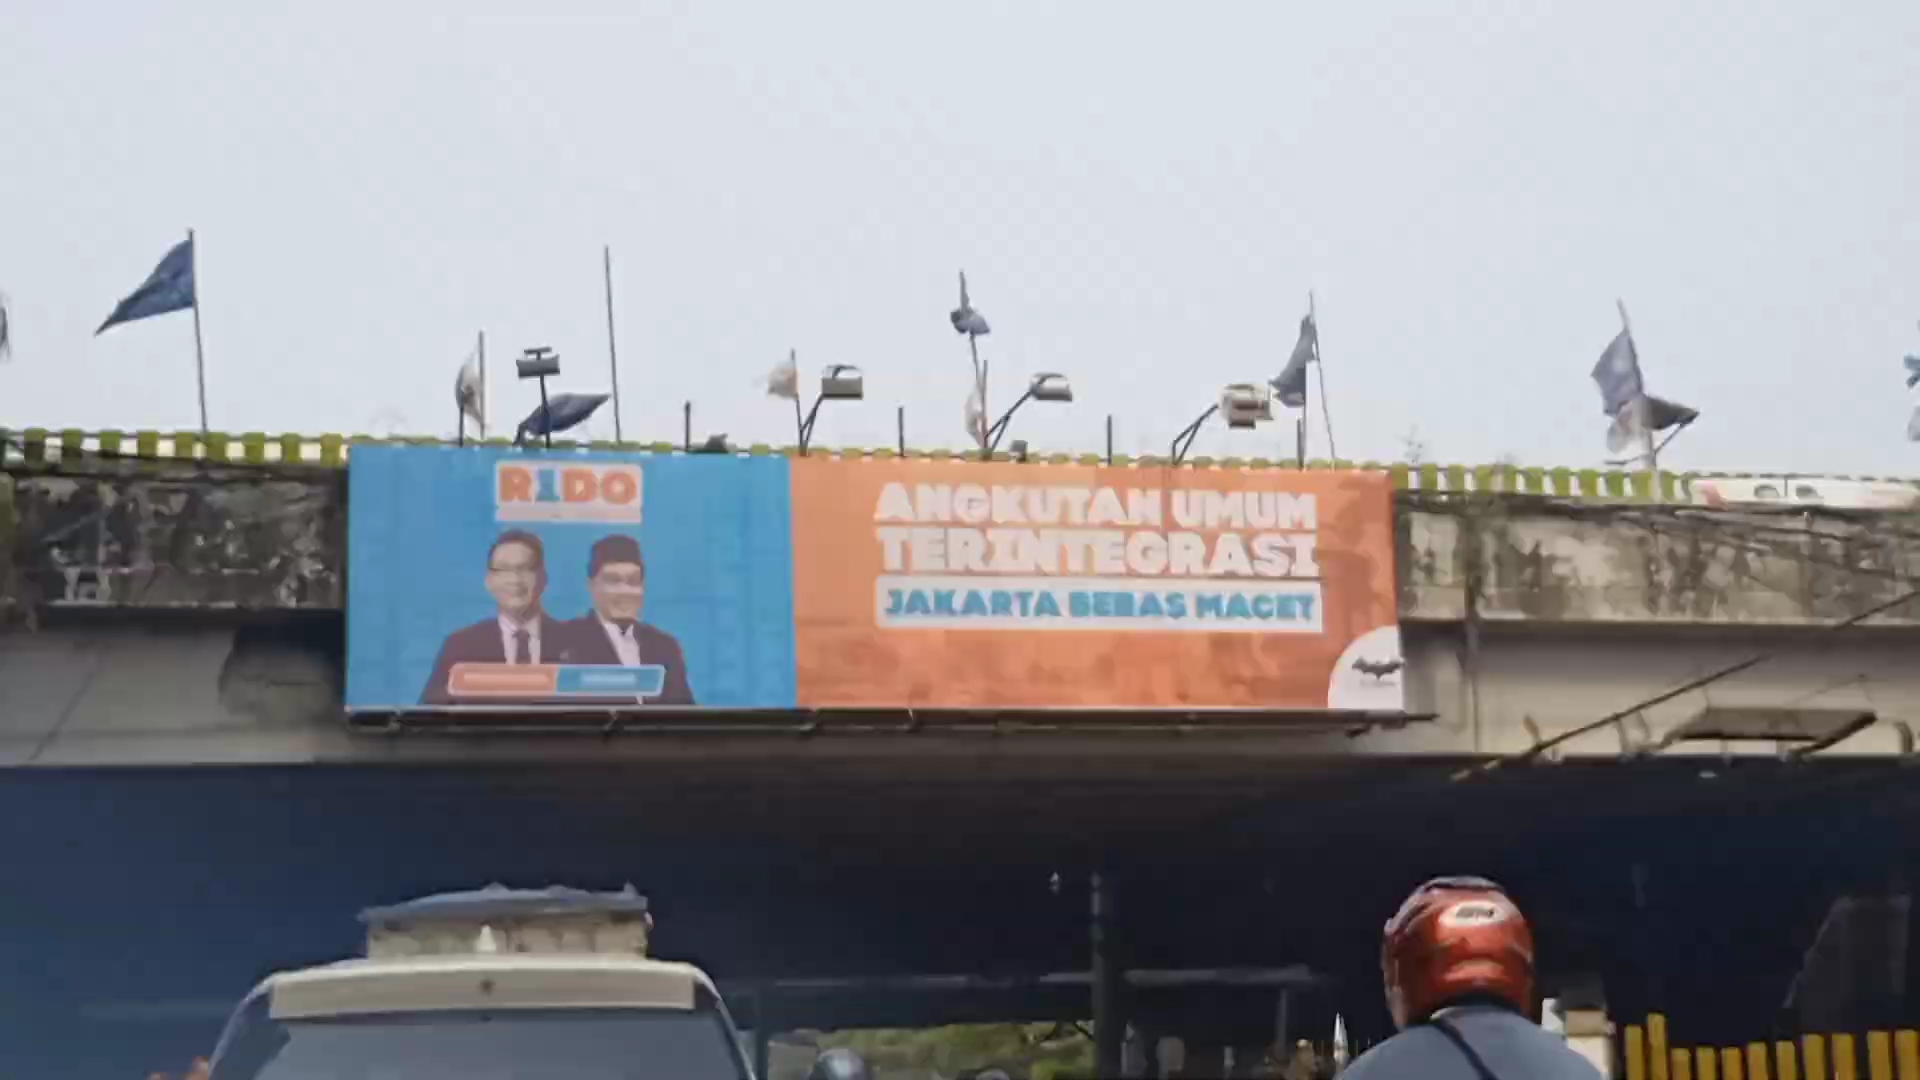 R1DO
ANGKUTAN UMUM
TERINTEGRASI
JAKARTA BEBAS MACET